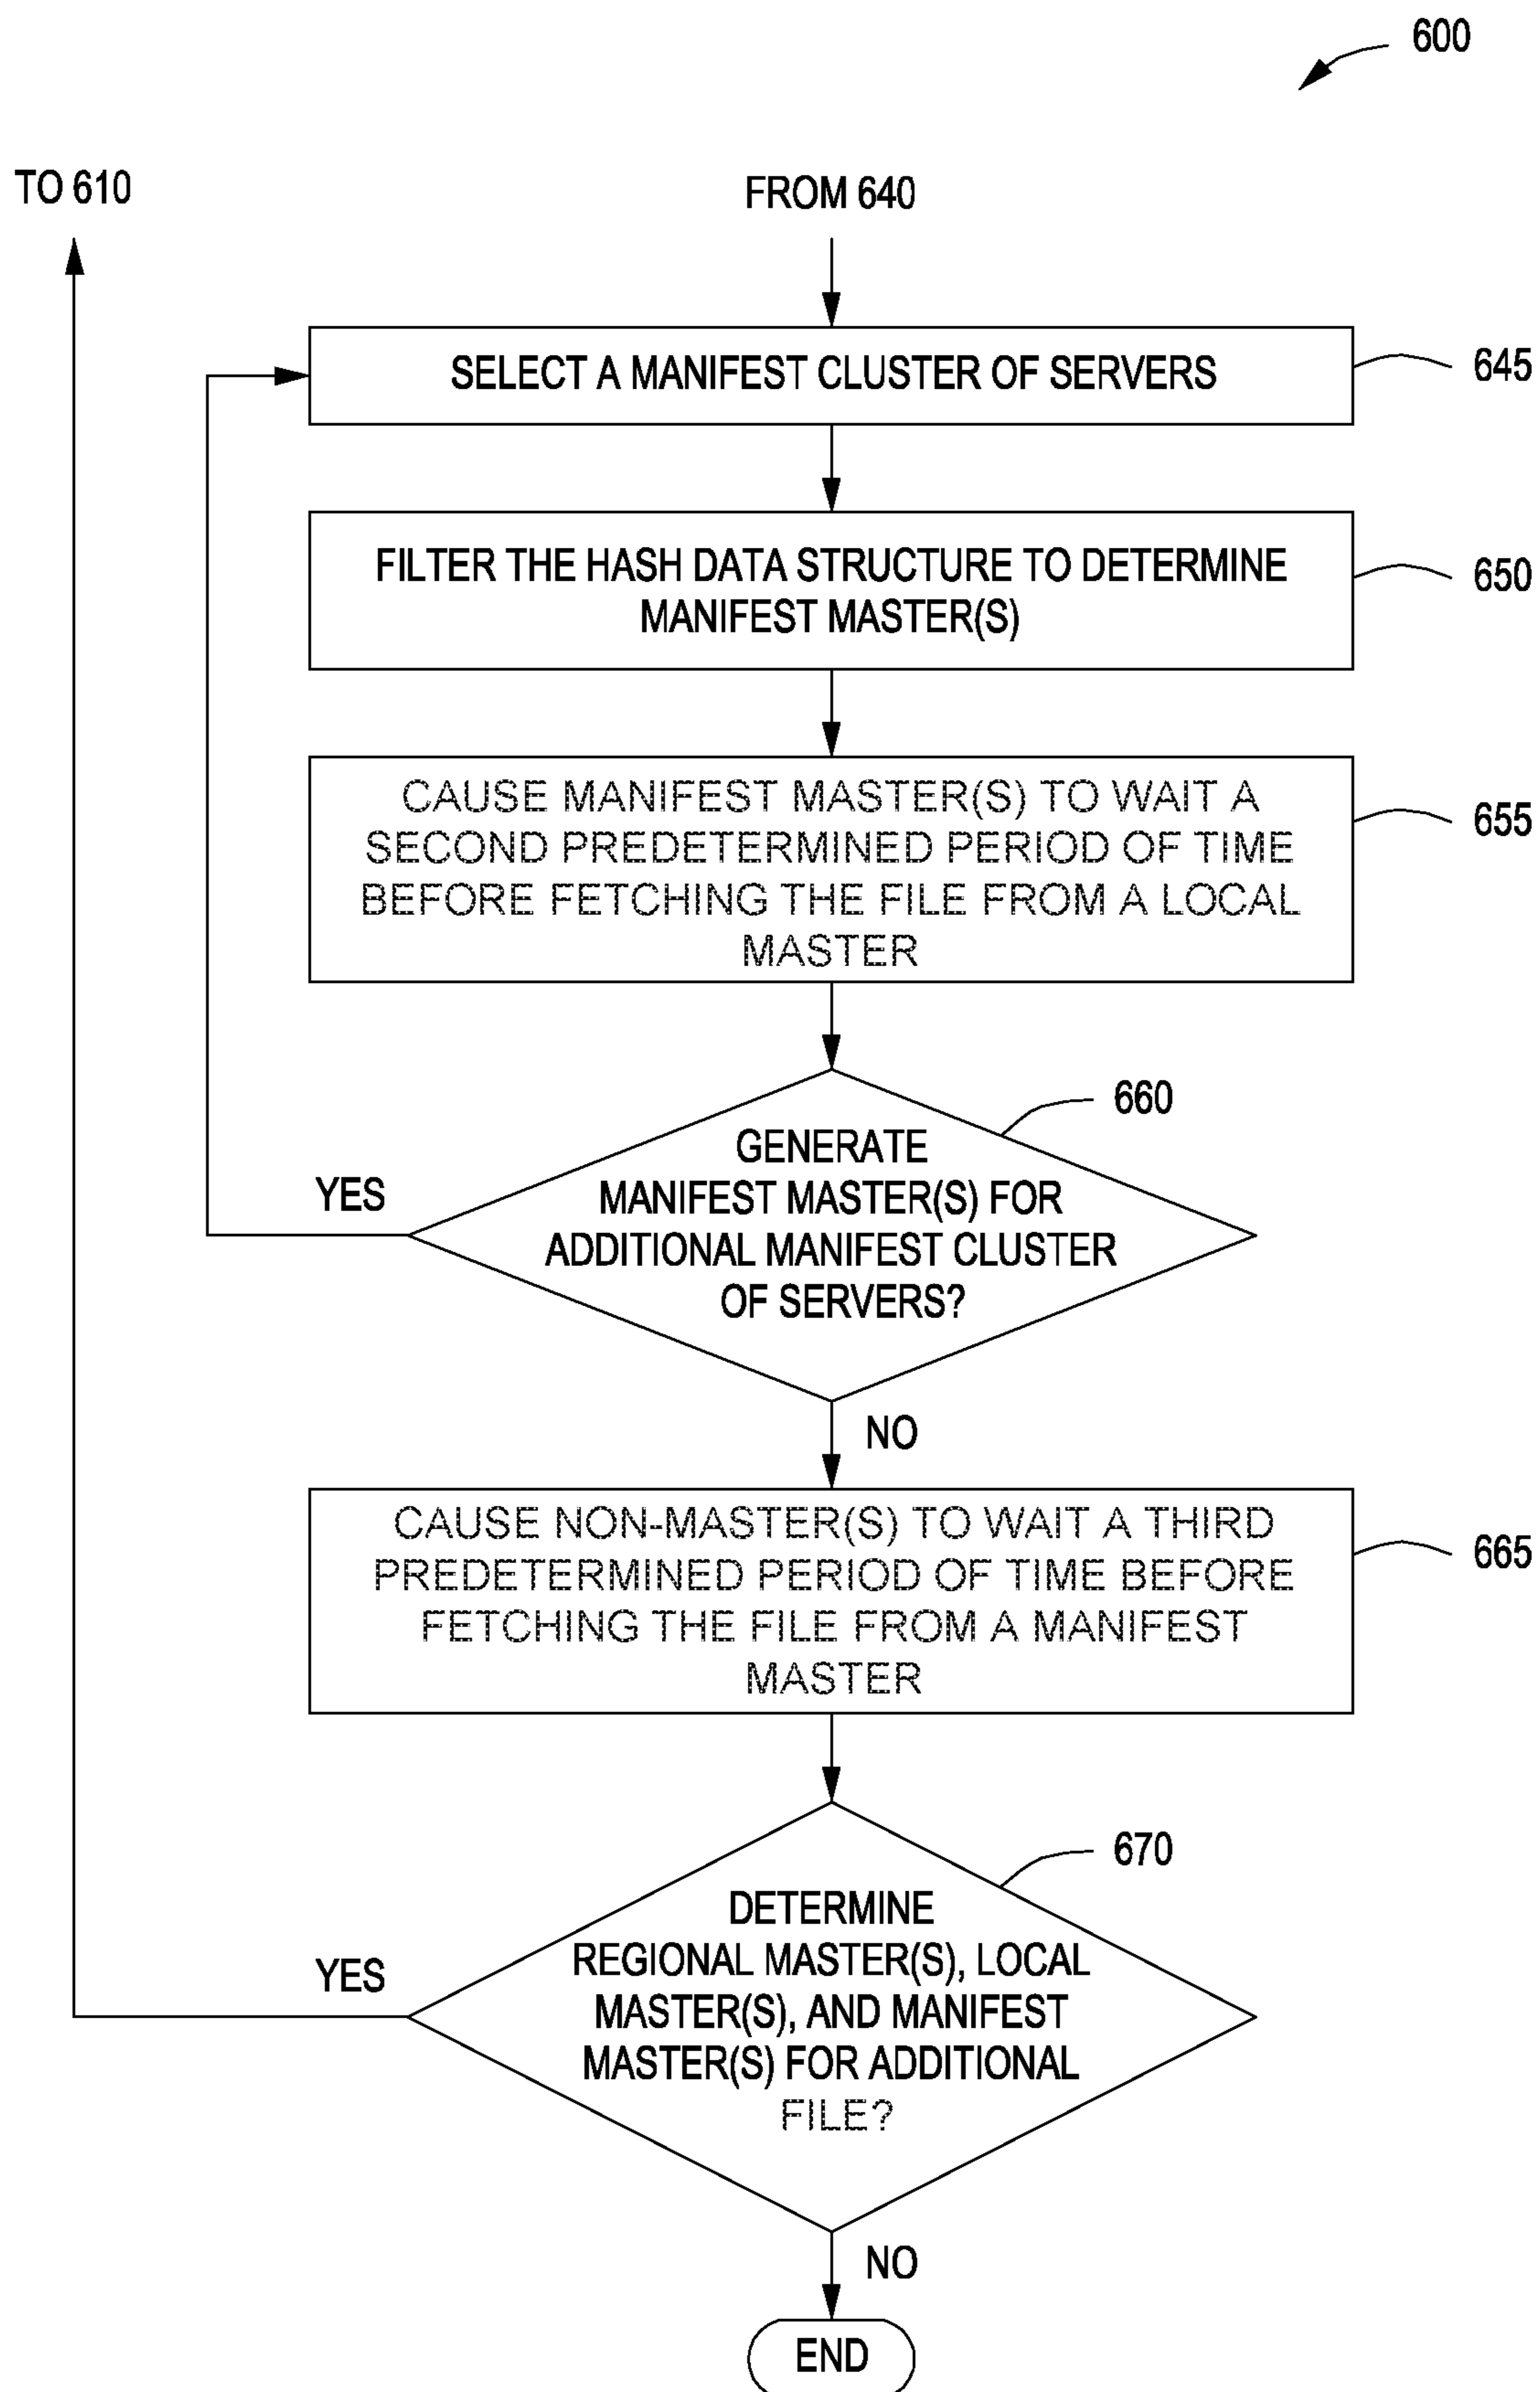 600
TO 610
FROM 640
SELECT A MANIFEST CLUSTER OF SERVERS
645
FILTER THE HASH DATA STRUCTURE TO DETERMINE
MANIFEST MASTER(S)
650
CAUSE MANIFEST MASTER(S) TO WAIT A
SECOND PREDETERMINED PERIOD OF TIME
BEFORE FETCHING THE FILE FROM A LOCAL
MASTER
655
660
GENERATE
MANIFEST MASTER(S) FOR
ADDITIONAL MANIFEST CLUSTER
OF SERVERS?
YES
NO
CAUSE NON-MASTER(S) TO WAIT A THIRD
PREDETERMINED PERIOD OF TIME BEFORE
FETCHING THE FILE FROM A MANIFEST
MASTER
665
670
DETERMINE
REGIONAL MASTER(S), LOCAL
MASTER(S), AND MANIFEST
MASTER(S) FOR ADDITIONAL
FILE?
YES
NO
END